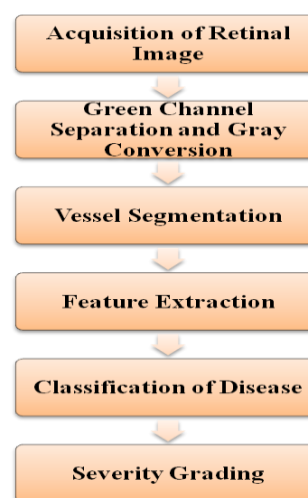 Acquisition of Retinal
Image
Green Channel
Separation and Gray
Conversion
Vessel Segmentation
Feature Extraction
Classification of Disease
Severity Grading